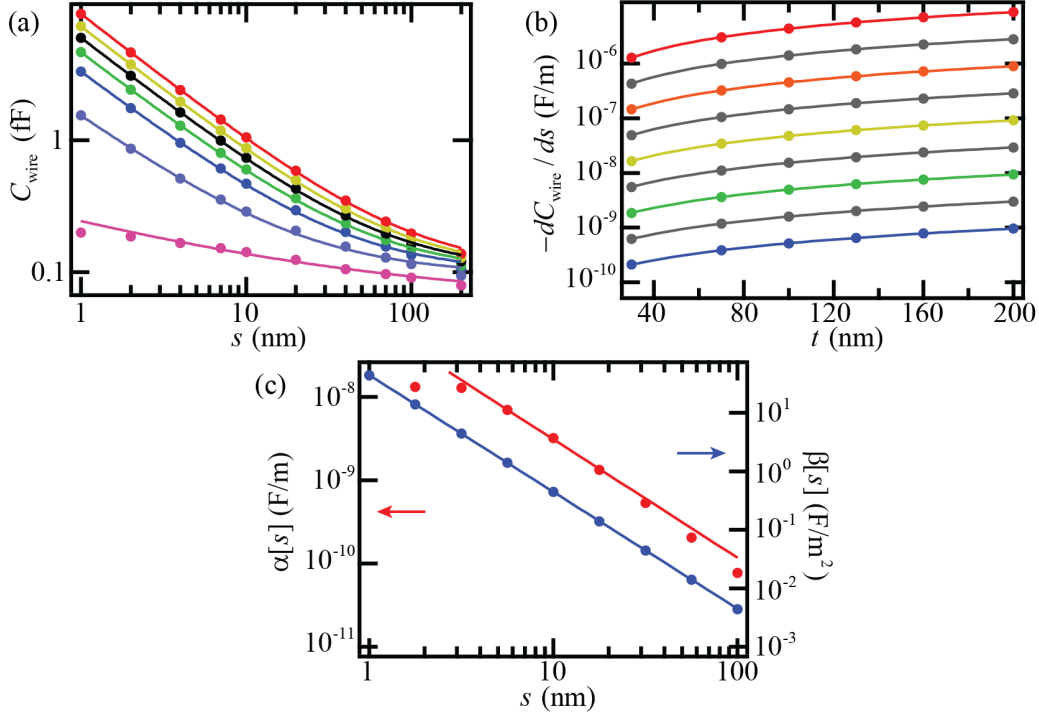 (a)
C_wire (fF)
1
0.1
1 10 100
s (nm)
(b)
−dC_wire / ds (F/m)
10^-6
10^-7
10^-8
10^-9
10^-10
40 80 120 160 200
t (nm)
(c)
α[s] (F/m)
10^-8
10^-9
10^-10
10^-11
1 10 100
s (nm)
10^1
10^0
10^-1
10^-2
10^-3
β[s] (F/m^2)